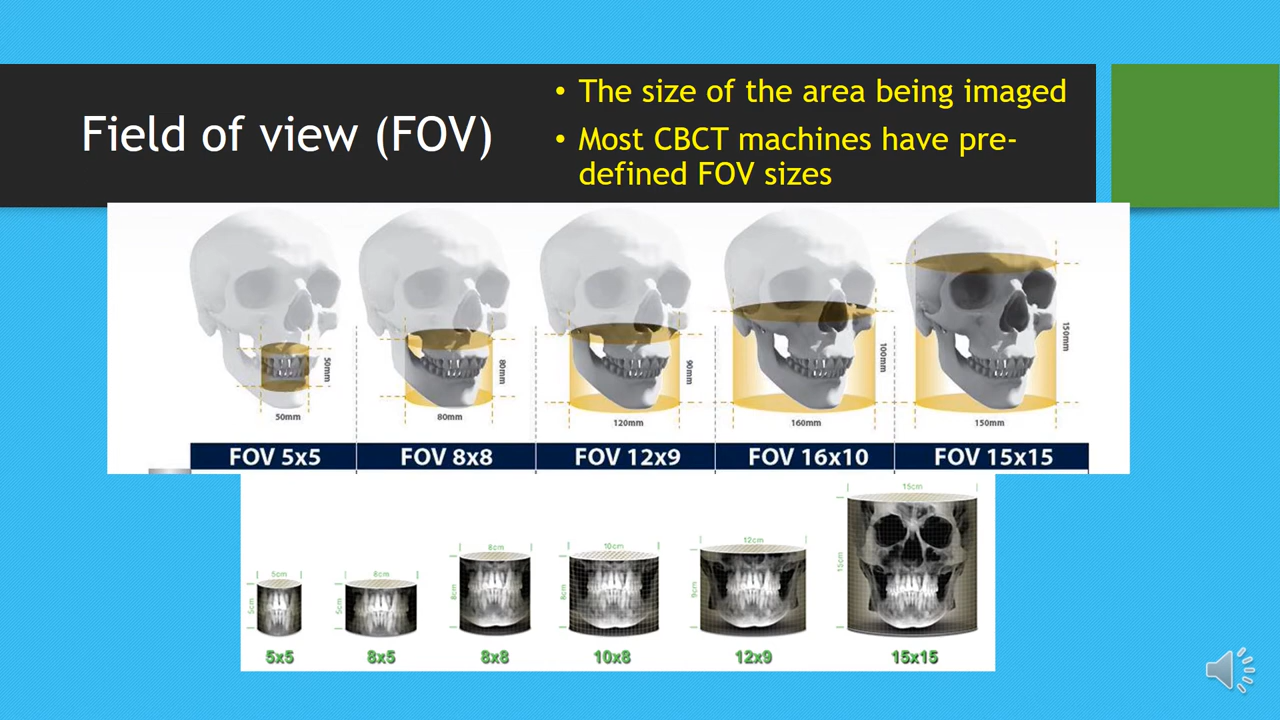 Field of view (FOV)
• The size of the area being imaged
• Most CBCT machines have pre-
defined FOV sizes
50mm
50mm
80mm
80mm
90mm
120mm
100mm
160mm
150mm
150mm
FOV 5x5
FOV 8x8
FOV 12x9
FOV 16x10
FOV 15x15
5cm
5cm
8cm
5cm
8cm
8cm
10cm
8cm
12cm
9cm
15cm
15cm
5x5
8x5
8x8
10x8
12x9
15x15